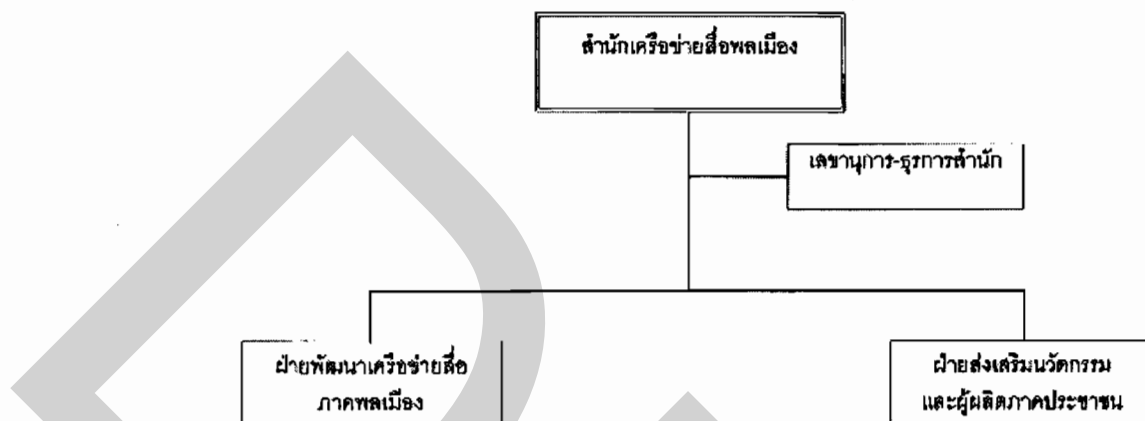 สำนักเครือข่ายสื่อพลเมือง
เลขานุการ-ธุรการสำนัก
ฝ่ายพัฒนาเครือข่ายสื่อ
ภาคพลเมือง
ฝ่ายส่งเสริมนวัตกรรม
และผู้ผลิตภาคประชาชน